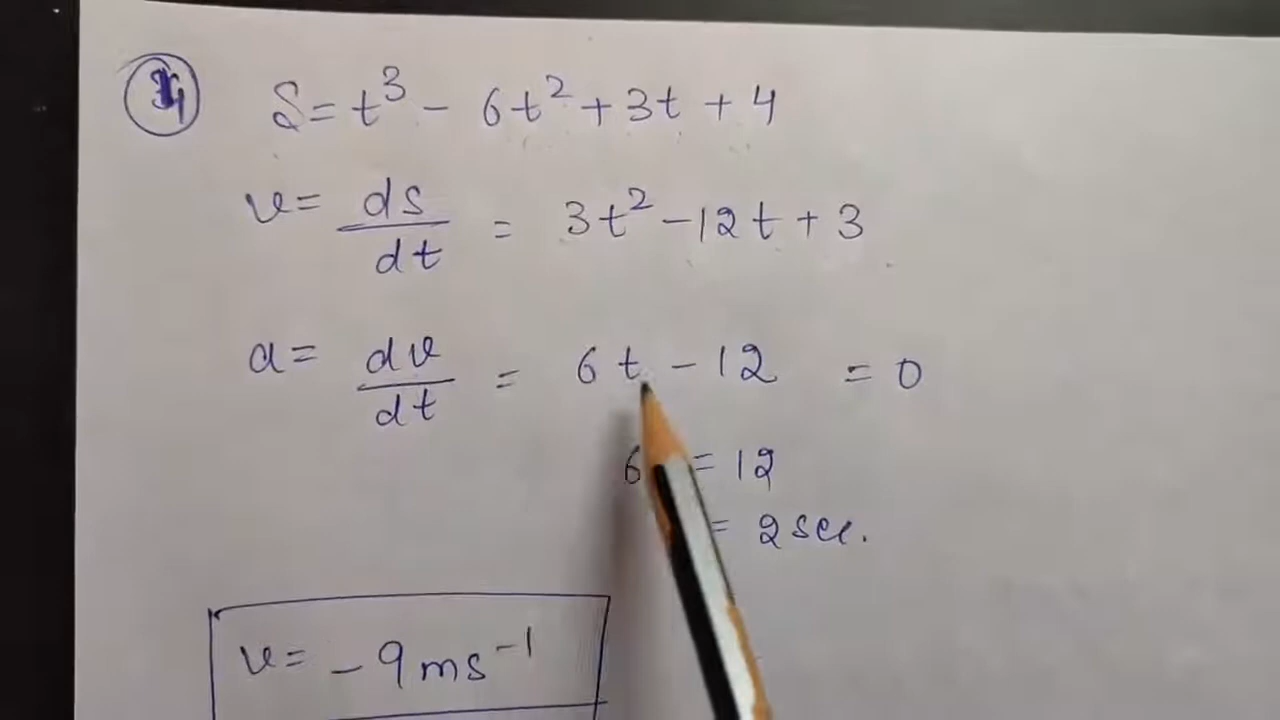 S = t³ - 6t² + 3t + 4
v = ds/dt = 3t² - 12t + 3
a = dv/dt = 6t - 12 = 0
6 = 12
= 2 sec.
v = -9 ms⁻¹